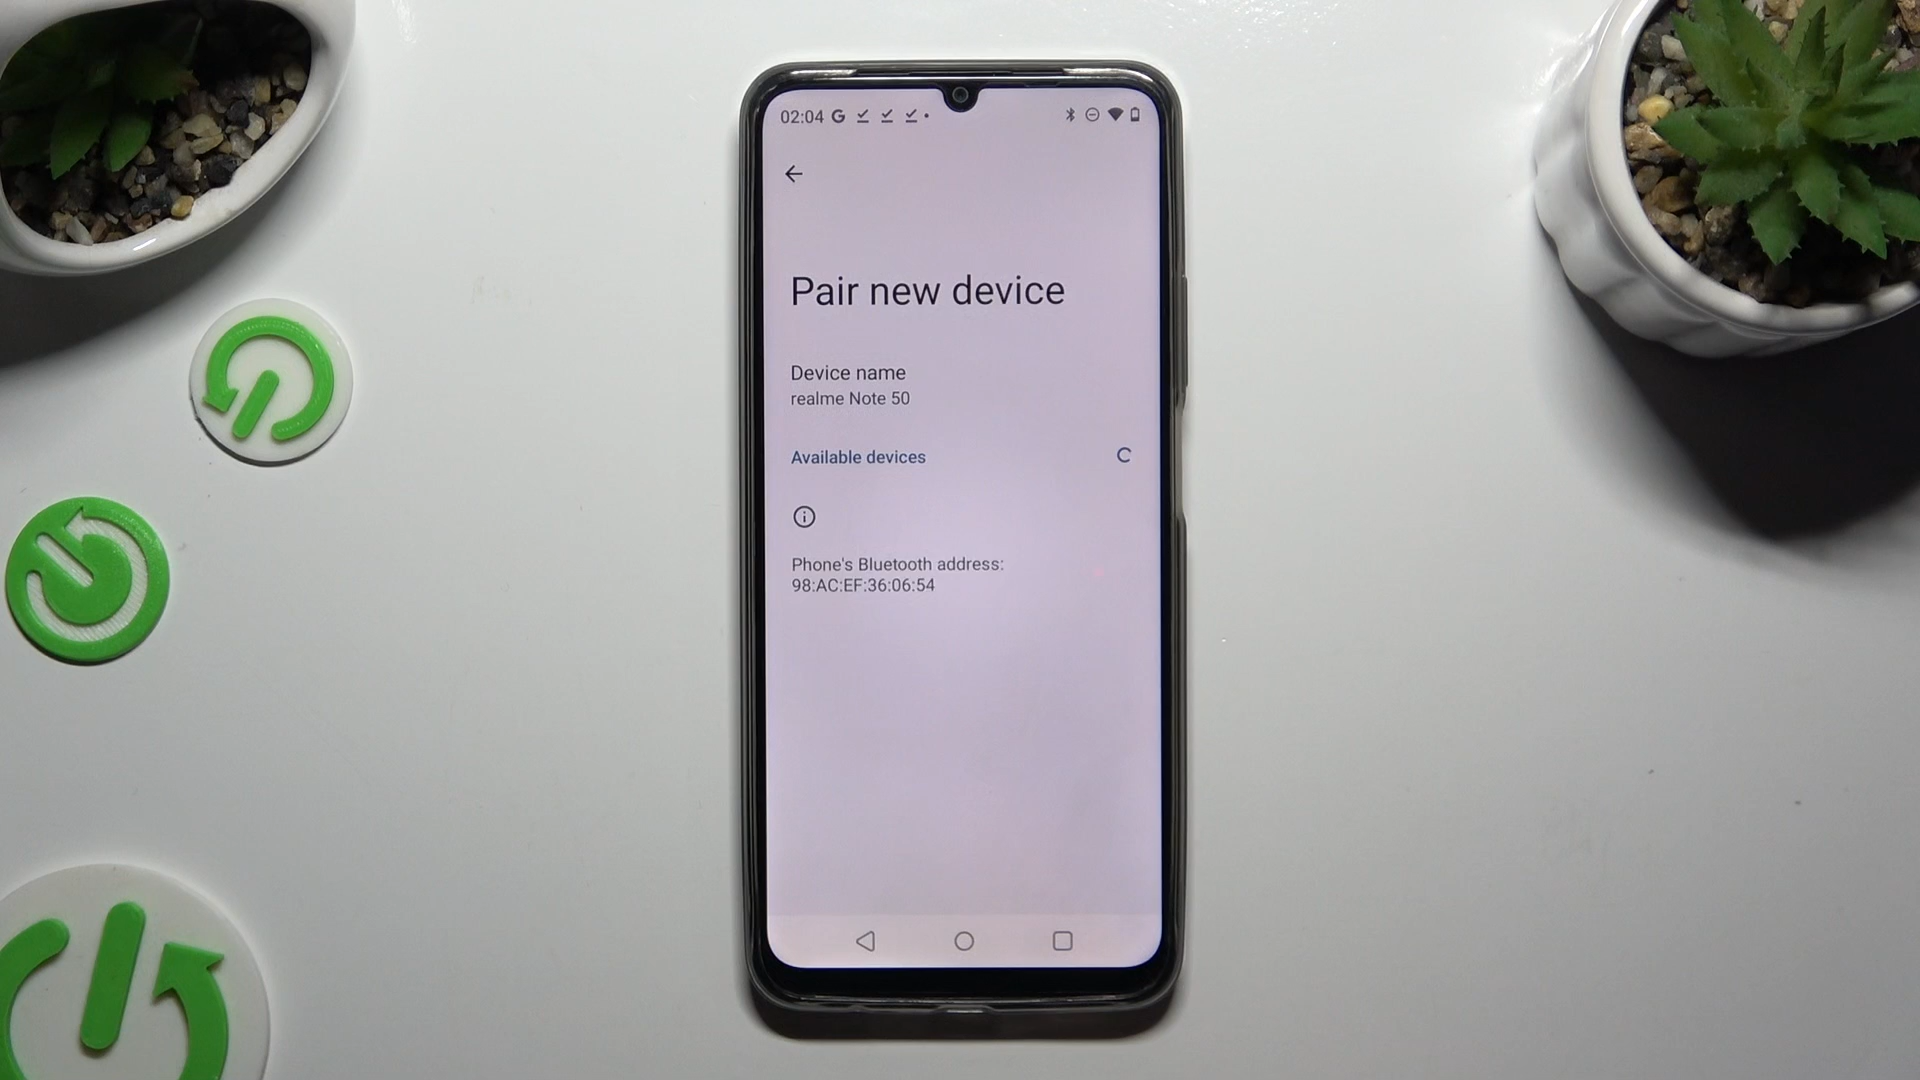 02:04
Pair new device
Device name
realme Note 50
Available devices
Phone's Bluetooth address:
98:AC:EF:36:06:54